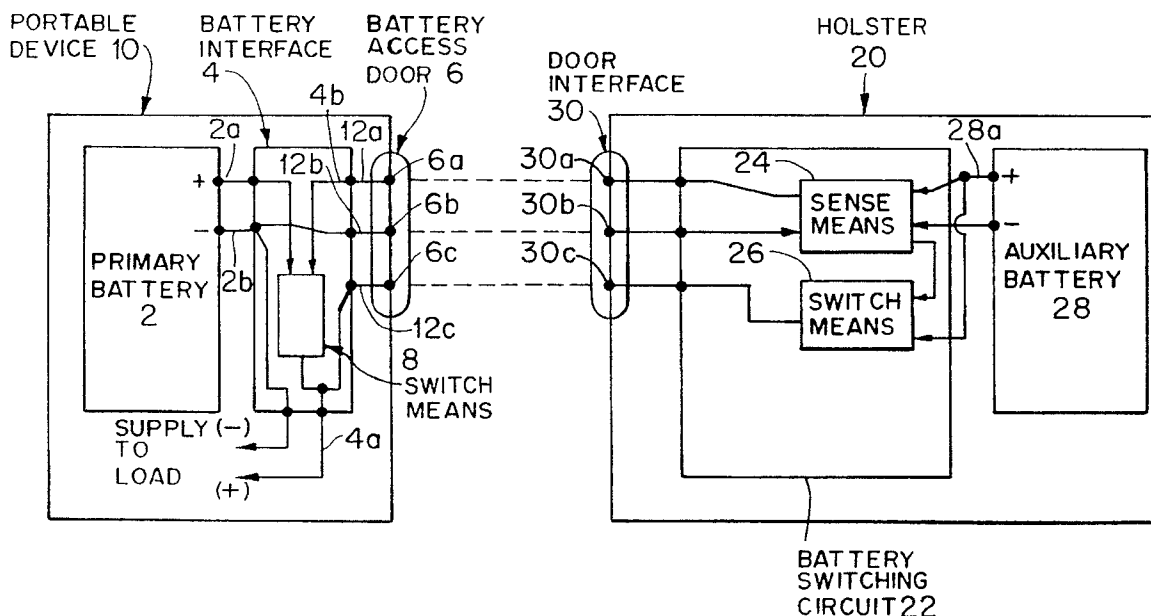 PORTABLE
DEVICE 10
BATTERY
INTERFACE
4
BATTERY
ACCESS
DOOR 6
DOOR
INTERFACE
30
HOLSTER
20
2a
4b
12a
12b
6a
6b
6c
30a
30b
30c
24
28a
+
-
2b
PRIMARY
BATTERY
2
SENSE
MEANS
26
SWITCH
MEANS
+
-
AUXILIARY
BATTERY
28
12c
8
SWITCH
MEANS
SUPPLY (-)
TO
LOAD
(+)
4a
BATTERY
SWITCHING
CIRCUIT 22